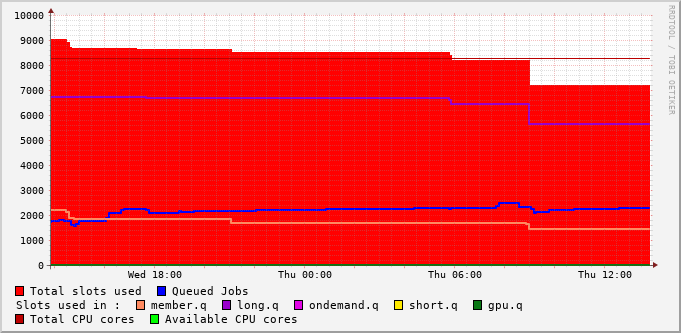 RRDTOOL / TOBI OETIKER
10000
9000
8000
7000
6000
5000
4000
3000
2000
1000
0
Wed 18:00 Thu 00:00 Thu 06:00 Thu 12:00
Total slots used Queued Jobs
Slots used in : member.q long.q ondemand.q short.q gpu.q
Total CPU cores Available CPU cores